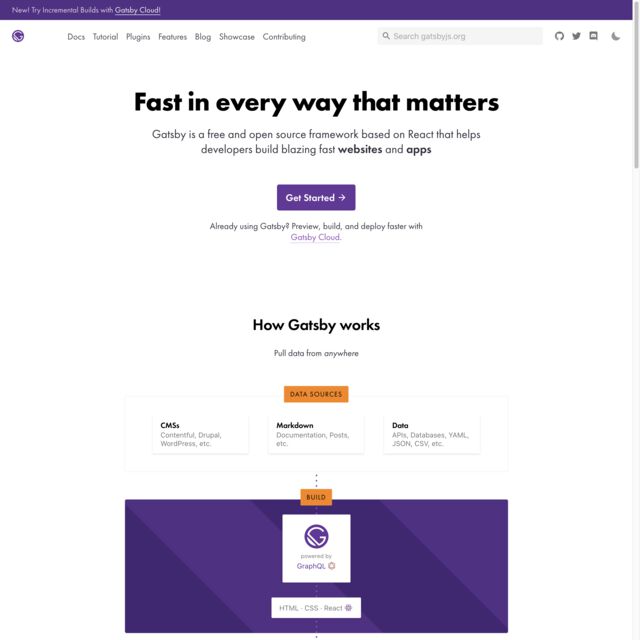 New! Try Incremental Builds with Gatsby Cloud!
Docs Tutorial Plugins Features Blog Showcase Contributing Search gatsbyjs.org
Fast in every way that matters
Gatsby is a free and open source framework based on React that helps
developers build blazing fast websites and apps
Get Started →
Already using Gatsby? Preview, build, and deploy faster with
Gatsby Cloud.
How Gatsby works
Pull data from anywhere
DATA SOURCES
CMSs
Contentful, Drupal,
WordPress, etc.
Markdown
Documentation, Posts,
etc.
Data
APIs, Databases, YAML,
JSON, CSV, etc.
BUILD
powered by
GraphQL
HTML · CSS · React